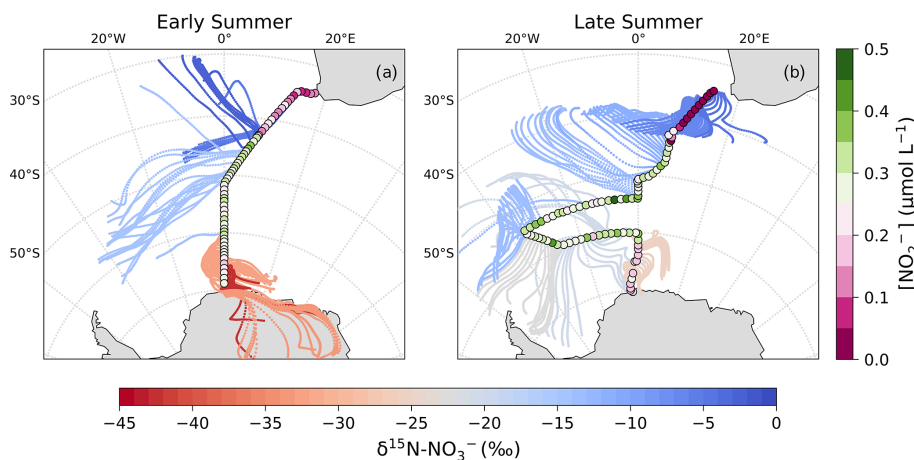 Early Summer
Late Summer
20°W 0° 20°E
20°W 0° 20°E
(a)
(b)
30°S
40°S
50°S
30°S
40°S
50°S
0.5
0.4
0.3
0.2
0.1
0.0
[NO₂⁻] (µmol L⁻¹)
−45 −40 −35 −30 −25 −20 −15 −10 −5 0
δ¹⁵N-NO₃⁻(‰)